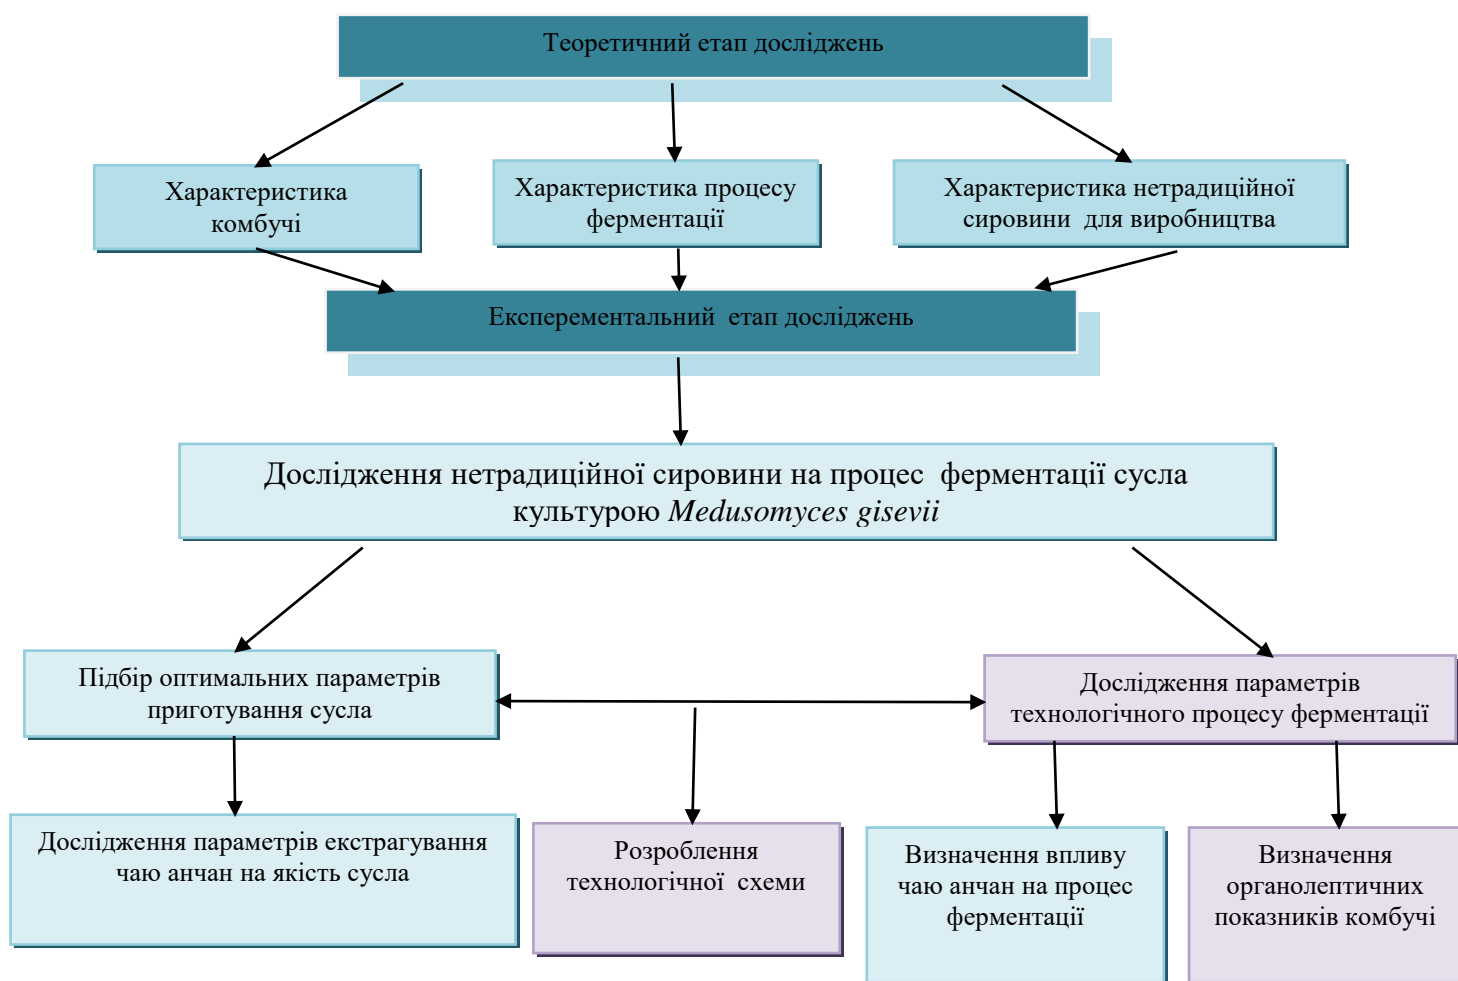 Теоретичний етап досліджень
Характеристика
комбучі
Характеристика процесу
ферментації
Характеристика нетрадиційної
сировини для виробництва
Експерементальний етап досліджень
Дослідження нетрадиційної сировини на процес ферментації сусла
культурою Medusomyces gisevii
Підбір оптимальних параметрів
приготування сусла
Дослідження параметрів
технологічного процесу ферментації
Дослідження параметрів екстрагування
чаю анчан на якість сусла
Розроблення
технологічної схеми
Визначення впливу
чаю анчан на процес
ферментації
Визначення
органолептичних
показників комбучі